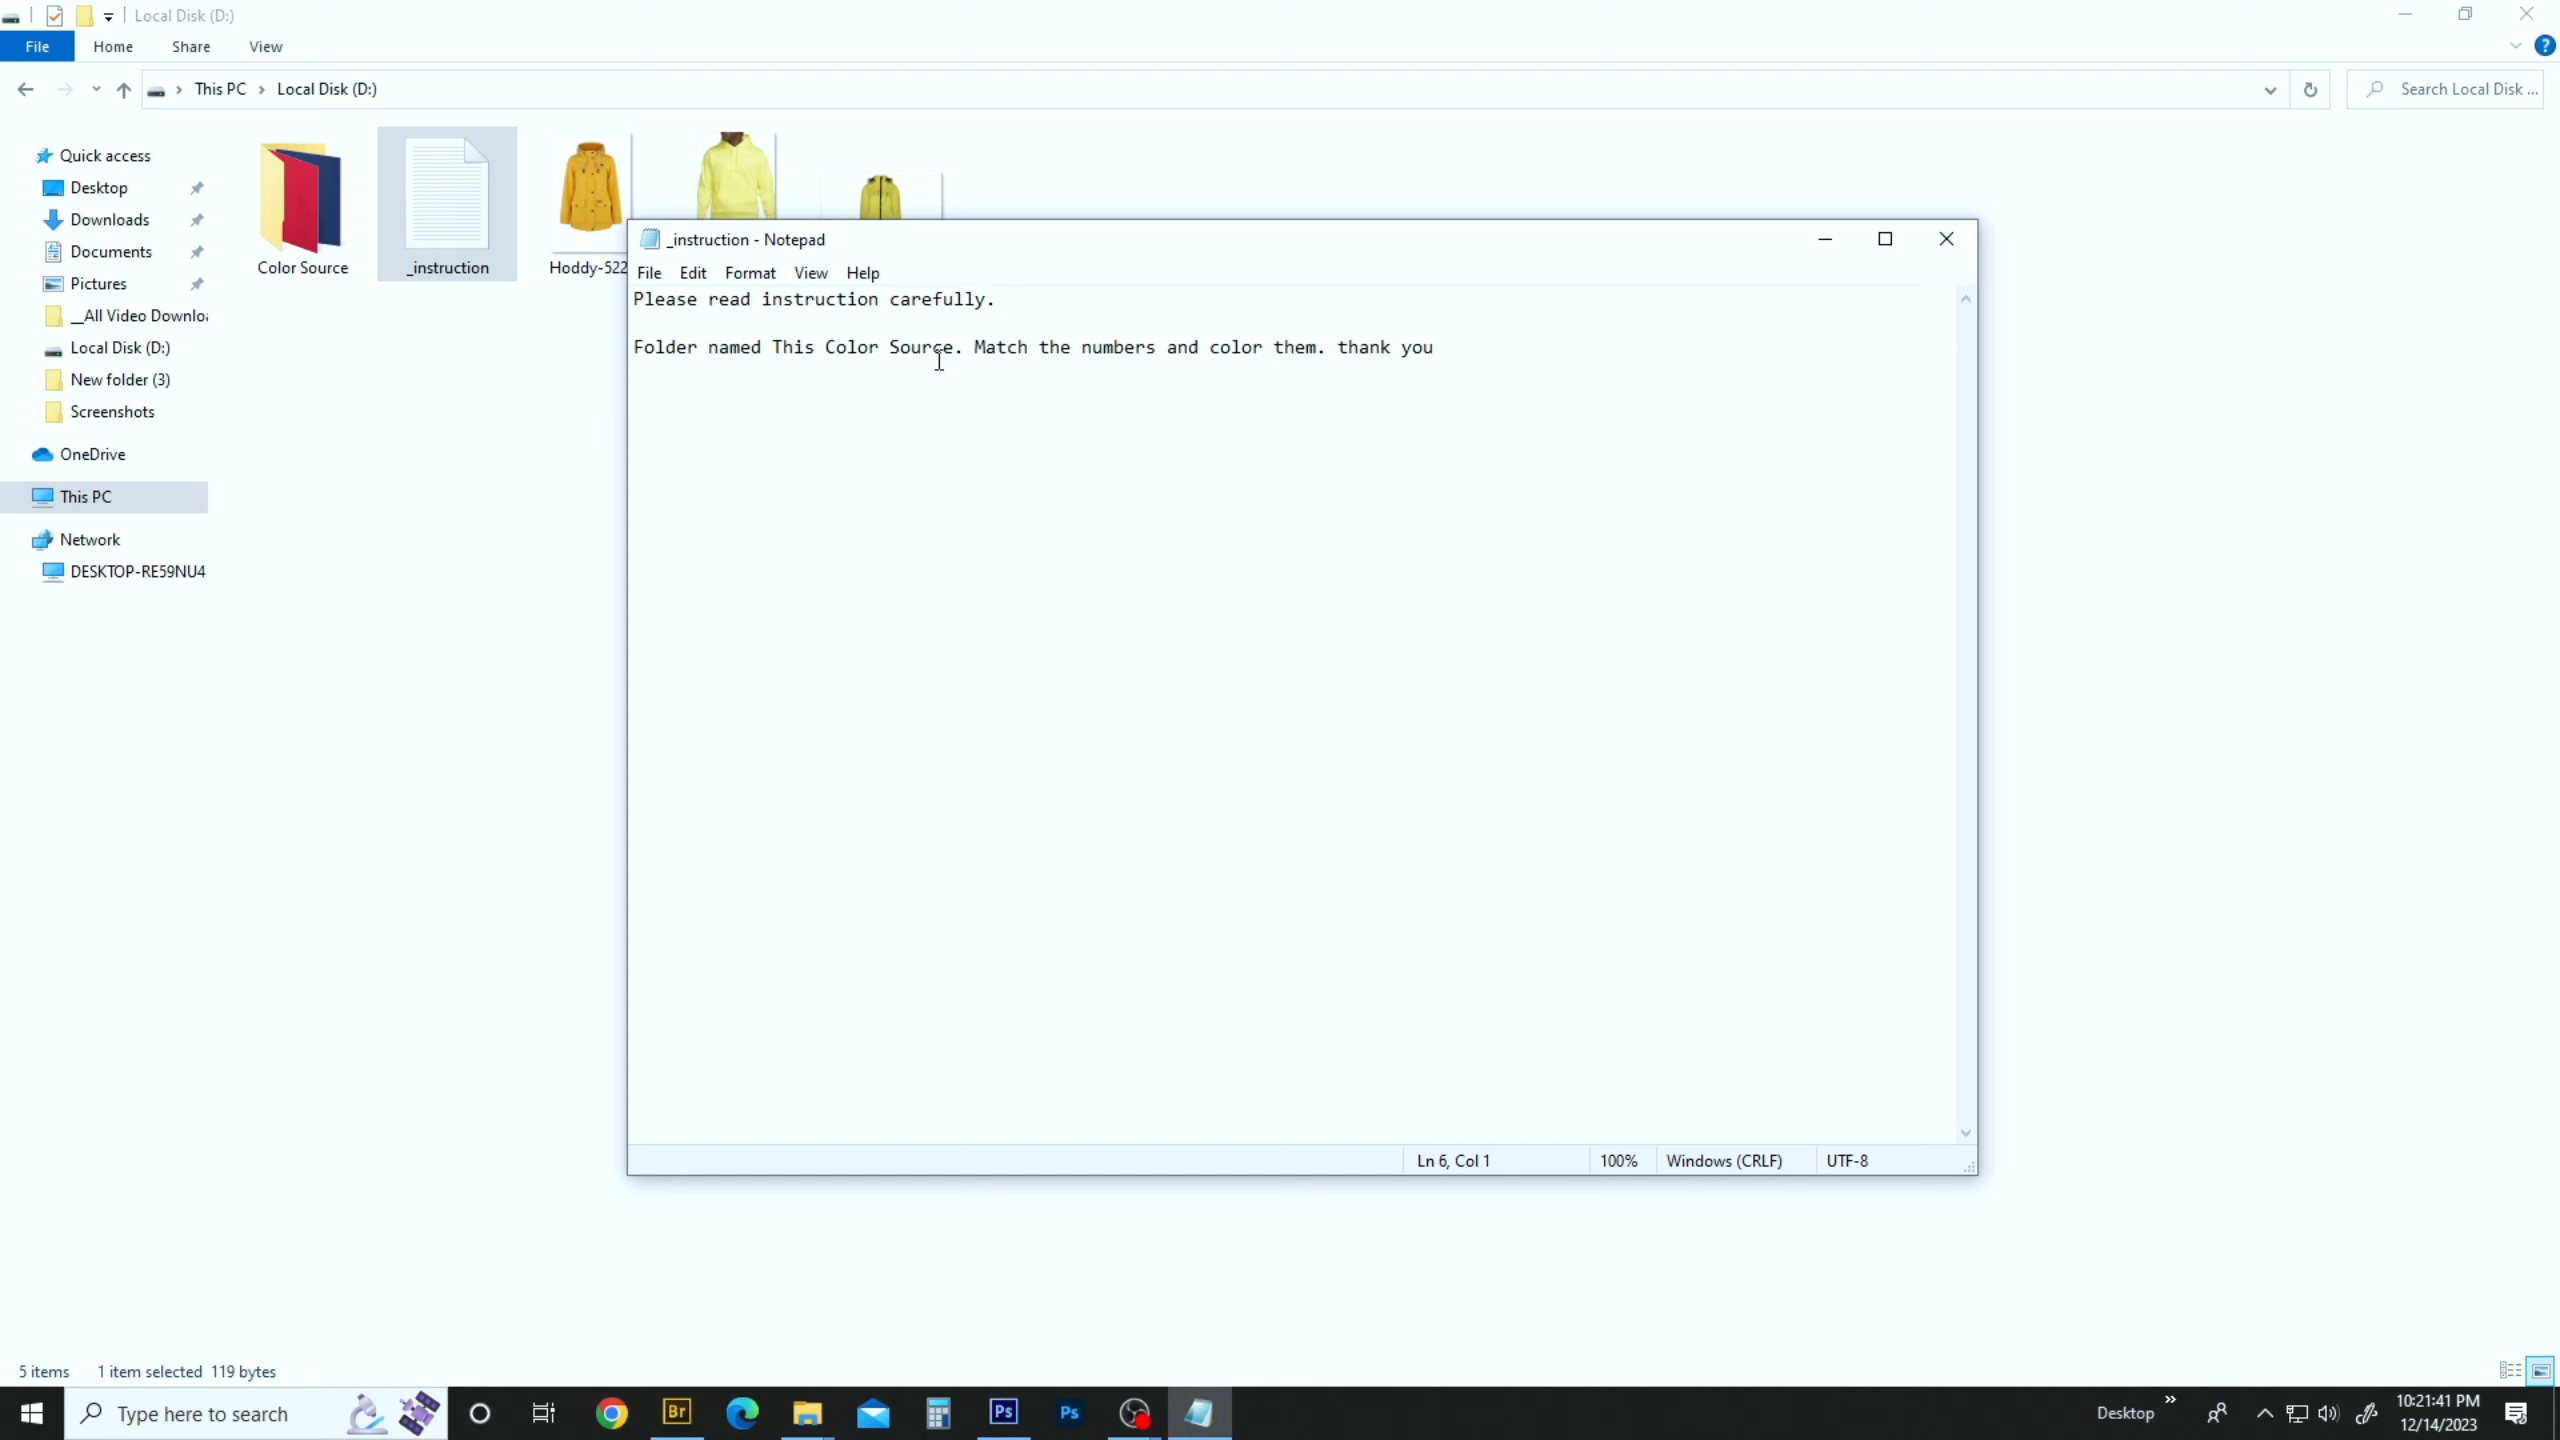 Local Disk (D:)
File Home Share View
This PC Local Disk (D:)
Search Local Disk ...
Quick access
Desktop
Downloads
Documents
Pictures
__All Video Downlo
Local Disk (D:)
New folder (3)
Screenshots
OneDrive
This PC
Network
DESKTOP-RE59NU4
Color Source
_instruction
Hoddy-522
_instruction - Notepad
File Edit Format View Help
Please read instruction carefully.
Folder named This Color Source. Match the numbers and color them. thank you
Ln 6, Col 1
100%
Windows (CRLF)
UTF-8
5 items 1 item selected 119 bytes
Type here to search
Br
Ps
Ps
Desktop
10:21:41 PM
12/14/2023